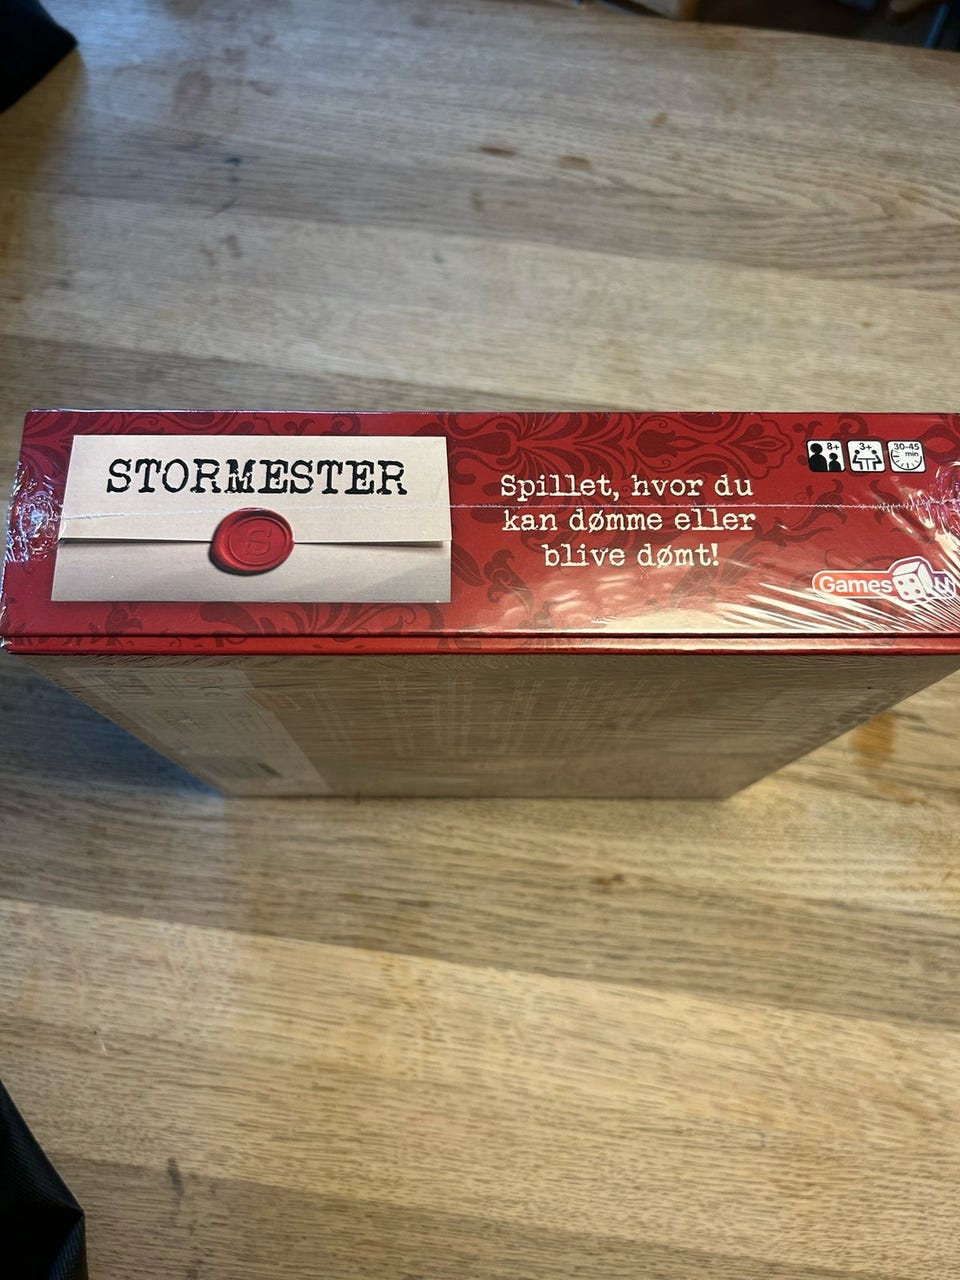 STORMESTER
S
Spillet, hvor du
kan dømme eller
blive dømt!
8+
3+
30-45
min
Games
U